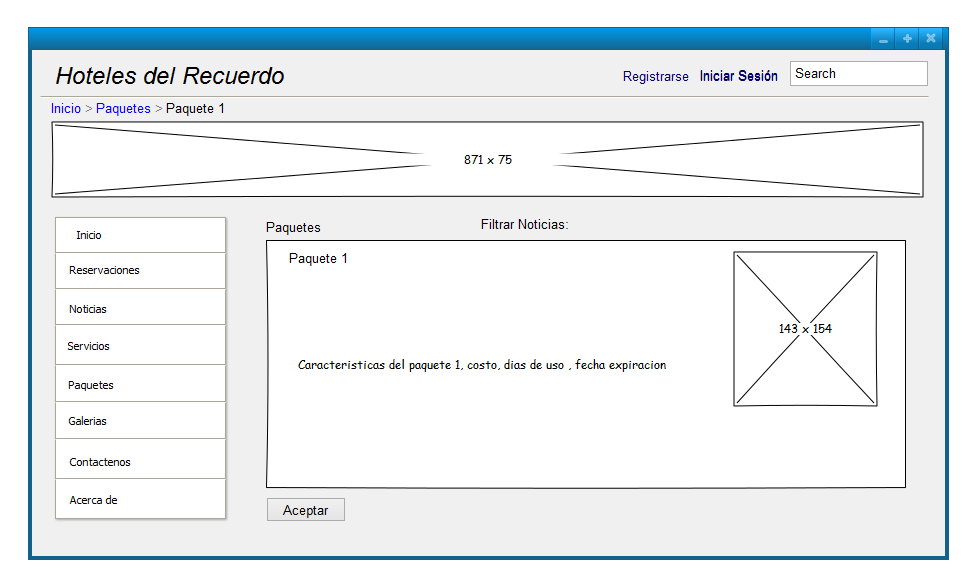 Hoteles del Recuerdo
Registrarse Iniciar Sesión Search
Inicio > Paquetes > Paquete 1
871 x 75
Inicio
Reservaciones
Noticias
Servicios
Paquetes
Galerias
Contactenos
Acerca de
Paquetes
Filtrar Noticias:
Paquete 1
143 x 154
Caracteristicas del paquete 1, costo, dias de uso , fecha expiracion
Aceptar